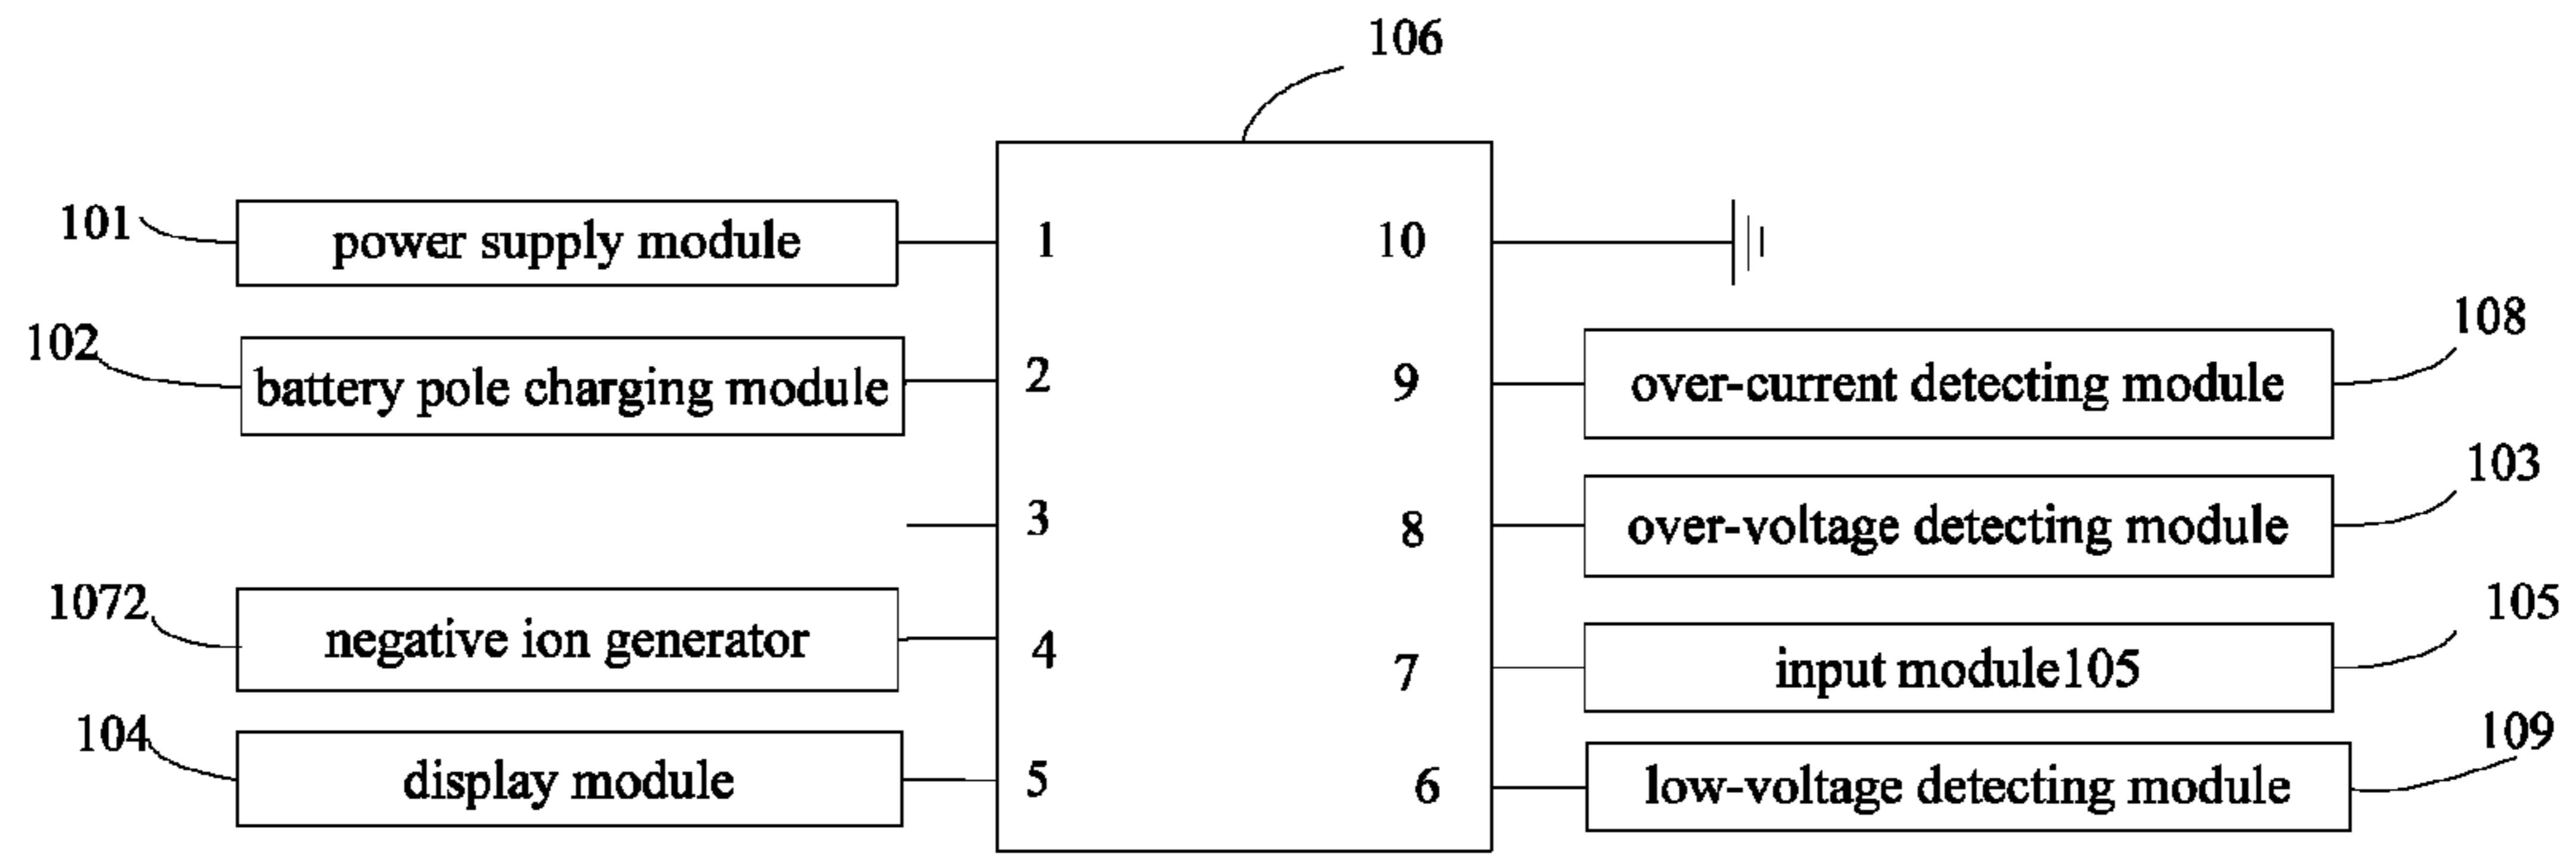 106
101 power supply module 1 10
102 battery pole charging module 2 9 over-current detecting module 108
3 8 over-voltage detecting module 103
1072 negative ion generator 4 7 input module105 105
104 display module 5 6 low-voltage detecting module 109